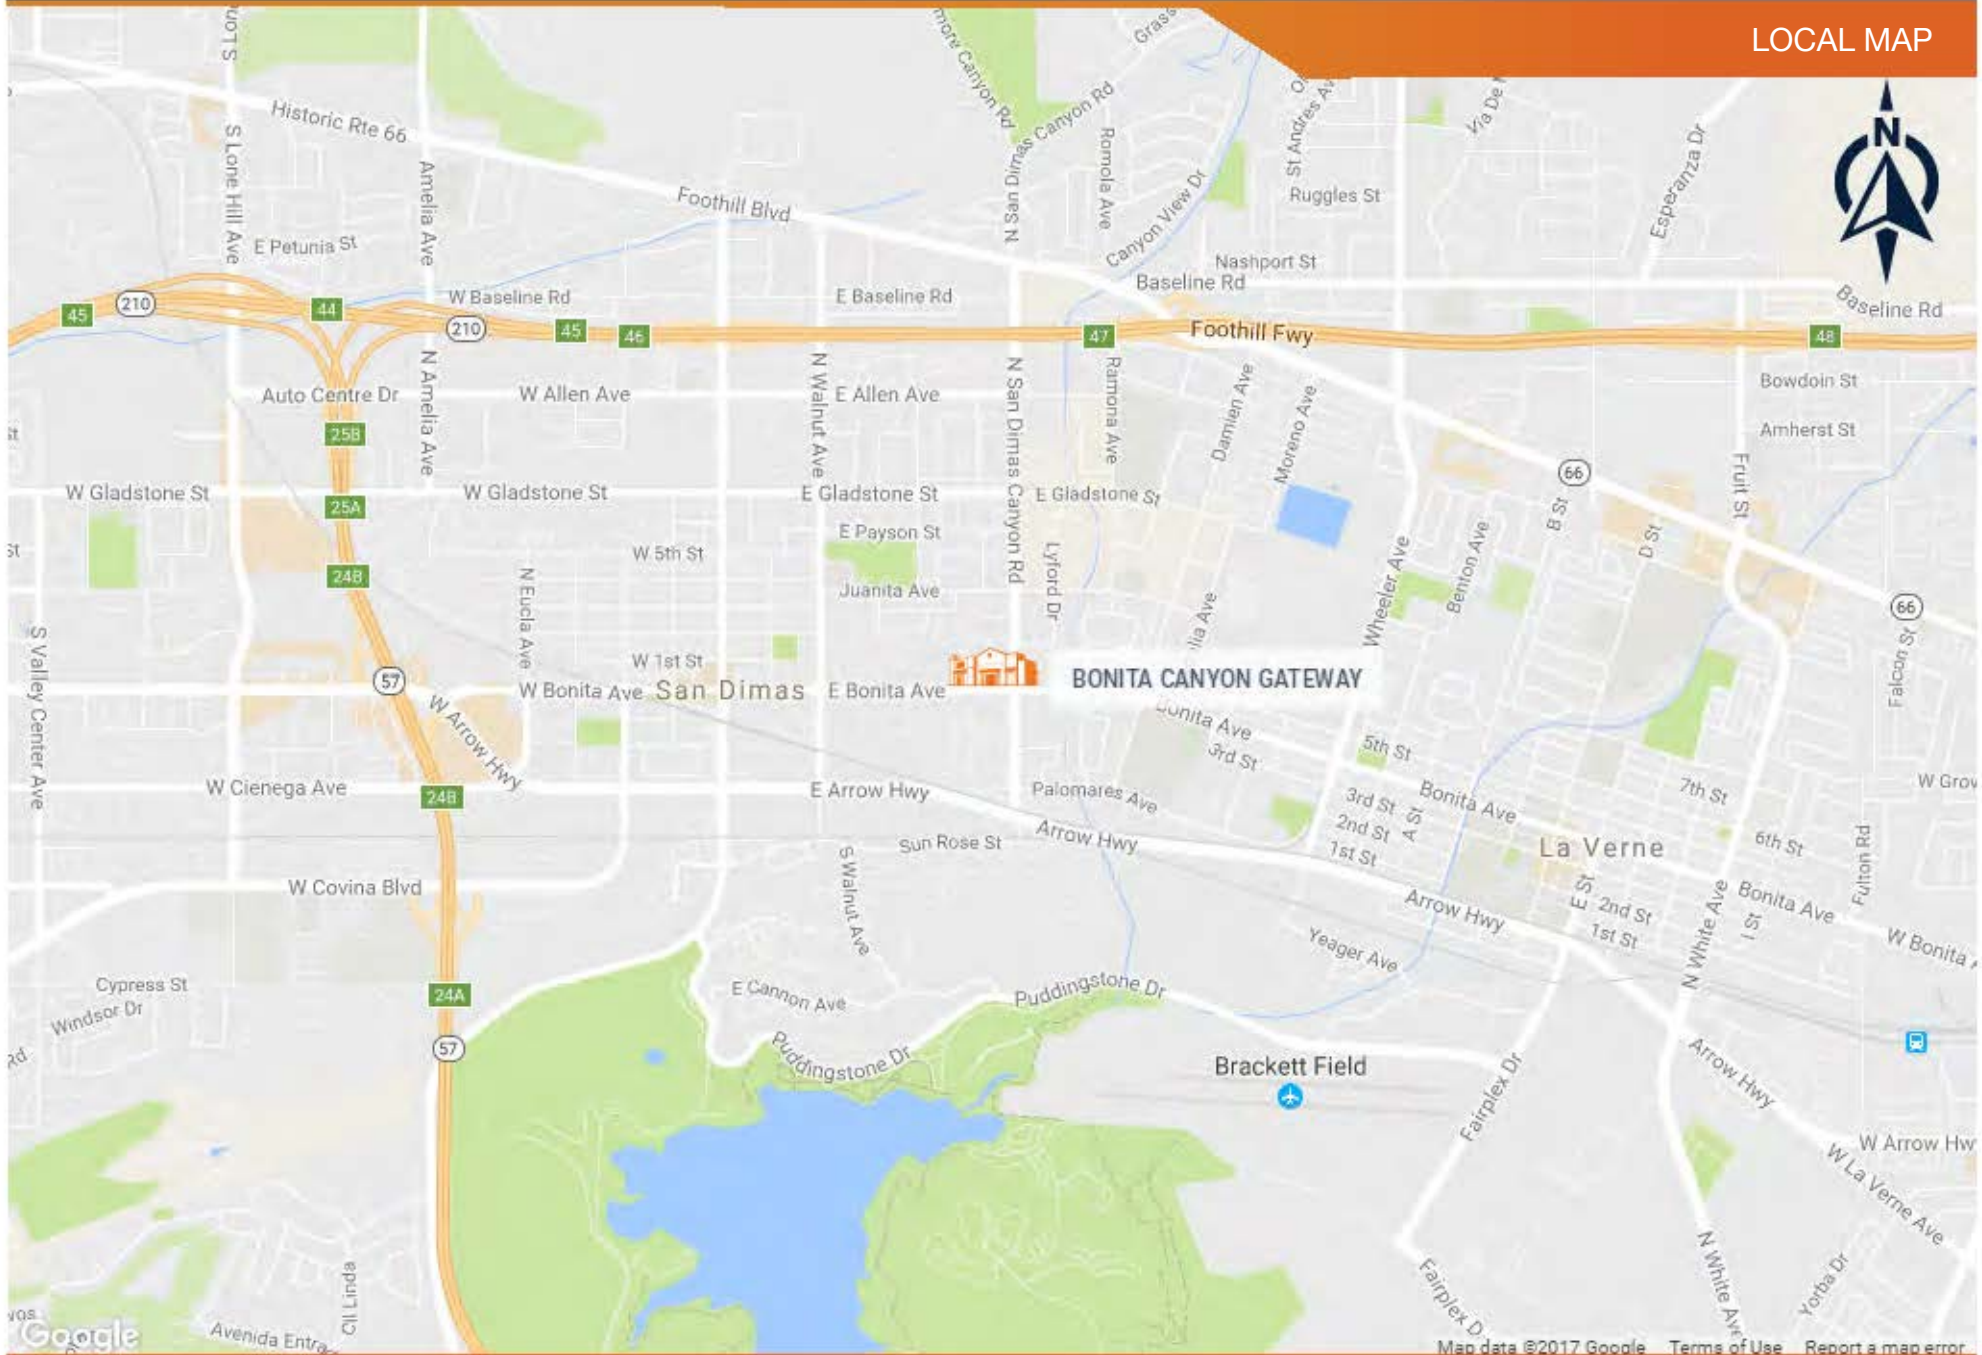 LOCAL MAP
Historic Rte 66
S Lone Hill Ave
Amelia Ave
Foothill Blvd
Canyon Rd
N San Dimas Canyon Rd
Romola Ave
Canyon View Dr
St Andres Av
Via De
Esperanza Dr
N
Ruggles St
E Petunia St
Nashport St
Baseline Rd
Baseline Rd
W Baseline Rd
E Baseline Rd
45
210
44
210
45
46
47
Foothill Fwy
48
N Amelia Ave
N Walnut Ave
N San Dimas Canyon Rd
Ramona Ave
Damien Ave
Moreno Ave
Bowdoin St
Auto Centre Dr
W Allen Ave
E Allen Ave
Amherst St
25B
Fruit St
66
W Gladstone St
25A
W Gladstone St
E Gladstone St
E Gladstone St
E Payson St
B St
D St
W 5th St
Lyford Dr
Wheeler Ave
Benton Ave
24B
N Eucla Ave
Juanita Ave
66
S Valley Center Ave
W 1st St
Falcon St
57
W Bonita Ave
San Dimas
E Bonita Ave
BONITA CANYON GATEWAY
W Arrow Hwy
3rd St
5th St
W Cienega Ave
24B
E Arrow Hwy
Palomares Ave
Bonita Ave
7th St
3rd St
2nd St
1st St
A St
Sun Rose St
Arrow Hwy
La Verne
6th St
Fulton Rd
W Covina Blvd
S Walnut Ave
Arrow Hwy
E St
2nd St
1st St
N White Ave
I St
Bonita Ave
W Bonita
Yeager Ave
Cypress St
Windsor Dr
24A
E Cannon Ave
Puddingstone Dr
57
Puddingstone Dr
Brackett Field
Fairplex Dr
Arrow Hwy
W Arrow Hw
W La Verne Ave
Cll Linda
Fairplex D
N White Ave
Yorba Dr
Google
Avenida Entra
Map data ©2017 Google Terms of Use Report a map error